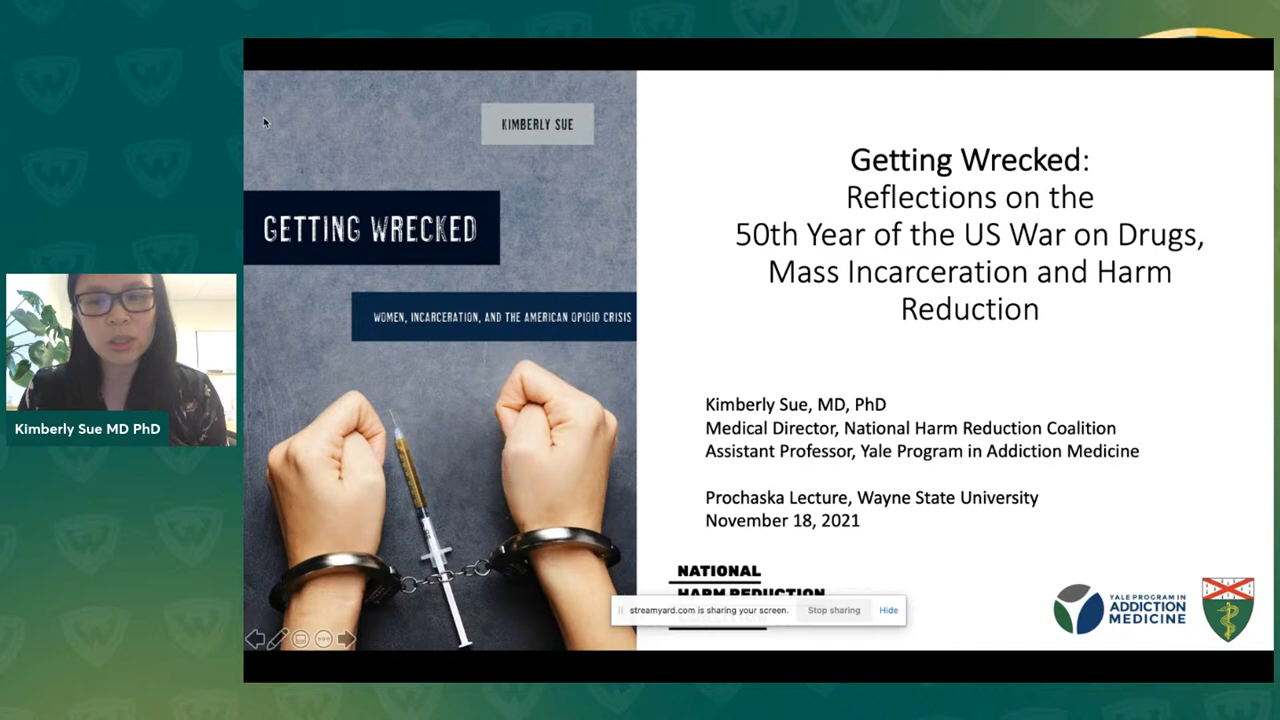 KIMBERLY SUE
GETTING WRECKED
WOMEN, INCARCERATION, AND THE AMERICAN OPIOID CRISIS
Getting Wrecked:
Reflections on the
50th Year of the US War on Drugs,
Mass Incarceration and Harm
Reduction
Kimberly Sue, MD, PhD
Medical Director, National Harm Reduction Coalition
Assistant Professor, Yale Program in Addiction Medicine
Prochaska Lecture, Wayne State University
November 18, 2021
NATIONAL
HARM REDUCTION
streamyard.com is sharing your screen. Stop sharing Hide
YALE PROGRAM IN
ADDICTION
MEDICINE
Kimberly Sue MD PhD